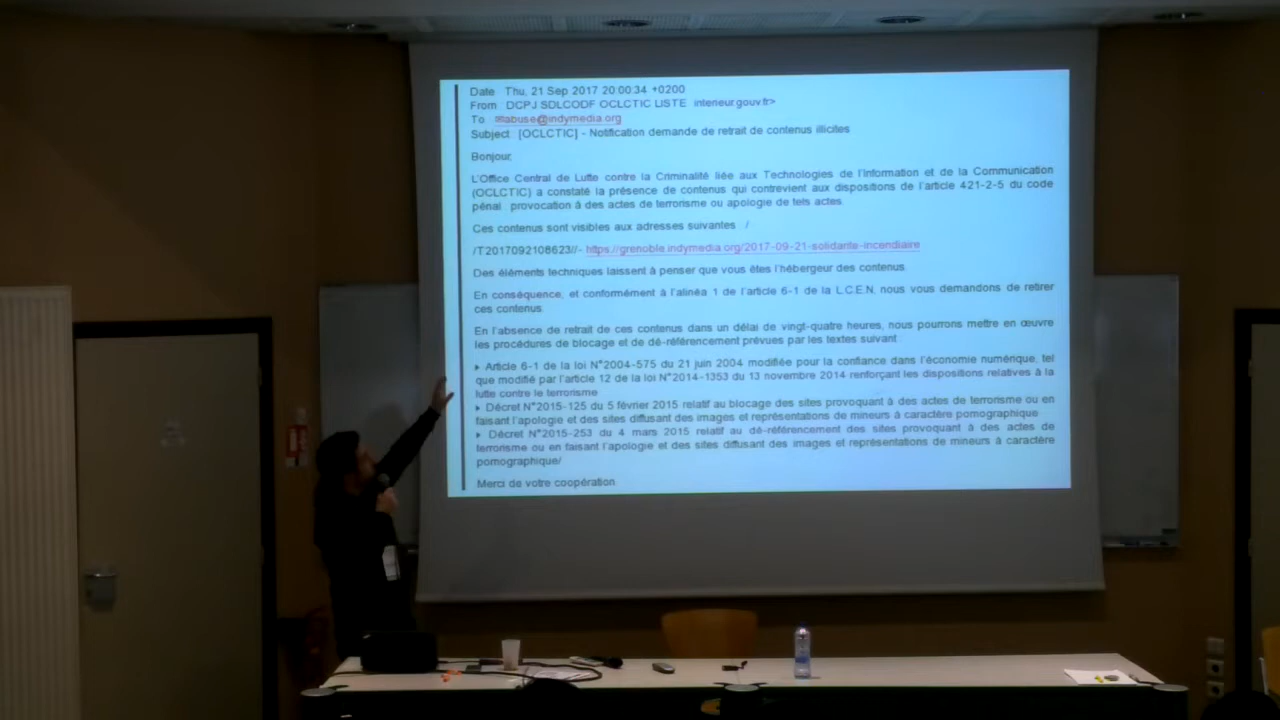 Date Thu, 21 Sep 2017 20:00:34 +0200
From DCPJ SDLCODF OCLCTIC LISTE interieur.gouv.fr>
To ✉abuse@indymedia.org
Subject [OCLCTIC] - Notification demande de retrait de contenus illicites
Bonjour,
L'Office Central de Lutte contre la Criminalité liée aux Technologies de l'Information et de la Communication
(OCLCTIC) a constaté la présence de contenus qui contrevient aux dispositions de l'article 421-2-5 du code
pénal provocation à des actes de terrorisme ou apologie de tels actes.
Ces contenus sont visibles aux adresses suivantes /
/T2017092108623//- https://grenoble.indymedia.org/2017-09-21-solidarite-incendiaire
Des éléments techniques laissent à penser que vous êtes l'hébergeur des contenus.
En conséquence, et conformément à l'alinéa 1 de l'article 6-1 de la L.C.E.N, nous vous demandons de retirer
ces contenus.
En l'absence de retrait de ces contenus dans un délai de vingt-quatre heures, nous pourrons mettre en œuvre
les procédures de blocage et de dé-référencement prévues par les textes suivant
▸ Article 6-1 de la loi N°2004-575 du 21 juin 2004 modifiée pour la confiance dans l'économie numérique, tel
que modifié par l'article 12 de la loi N°2014-1353 du 13 novembre 2014 renforçant les dispositions relatives à la
lutte contre le terrorisme
▸ Décret N°2015-125 du 5 février 2015 relatif au blocage des sites provoquant à des actes de terrorisme ou en
faisant l'apologie et des sites diffusant des images et représentations de mineurs à caractère pornographique
▸ Décret N°2015-253 du 4 mars 2015 relatif au dé-référencement des sites provoquant à des actes de
terrorisme ou en faisant l'apologie et des sites diffusant des images et représentations de mineurs à caractère
pornographique/
Merci de votre coopération